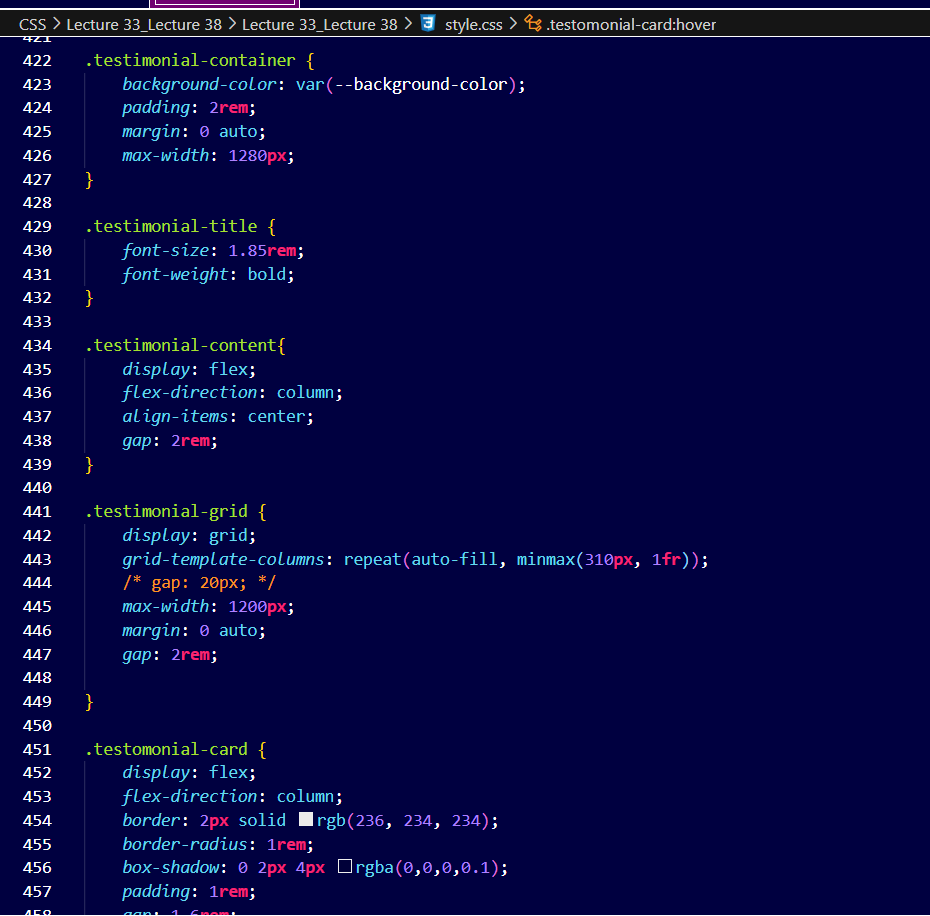 CSS > Lecture 33_Lecture 38 > Lecture 33_Lecture 38 > style.css > .testomonial-card:hover
421
422 .testimonial-container {
423 background-color: var(--background-color);
424 padding: 2rem;
425 margin: 0 auto;
426 max-width: 1280px;
427 }
428
429 .testimonial-title {
430 font-size: 1.85rem;
431 font-weight: bold;
432 }
433
434 .testimonial-content{
435 display: flex;
436 flex-direction: column;
437 align-items: center;
438 gap: 2rem;
439 }
440
441 .testimonial-grid {
442 display: grid;
443 grid-template-columns: repeat(auto-fill, minmax(310px, 1fr));
444 /* gap: 20px; */
445 max-width: 1200px;
446 margin: 0 auto;
447 gap: 2rem;
448
449 }
450
451 .testomonial-card {
452 display: flex;
453 flex-direction: column;
454 border: 2px solid rgb(236, 234, 234);
455 border-radius: 1rem;
456 box-shadow: 0 2px 4px rgba(0,0,0,0.1);
457 padding: 1rem;
458 gap: 1.6rem;